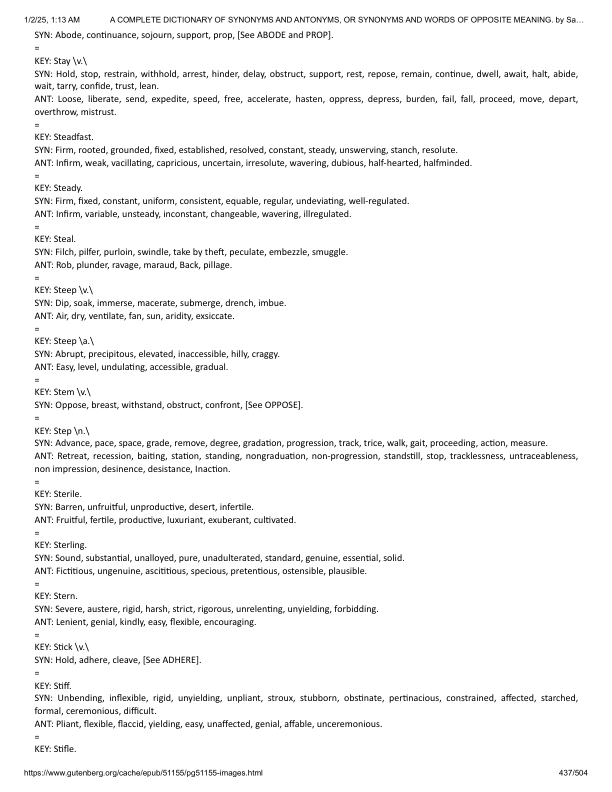 1/2/25, 1:13 AM A COMPLETE DICTIONARY OF SYNONYMS AND ANTONYMS, OR SYNONYMS AND WORDS OF OPPOSITE MEANING. by Sa…
SYN: Abode, continuance, sojourn, support, prop, [See ABODE and PROP].
=
KEY: Stay \v.\
SYN: Hold, stop, restrain, withhold, arrest, hinder, delay, obstruct, support, rest, repose, remain, continue, dwell, await, halt, abide,
wait, tarry, confide, trust, lean.
ANT: Loose, liberate, send, expedite, speed, free, accelerate, hasten, oppress, depress, burden, fail, fall, proceed, move, depart,
overthrow, mistrust.
=
KEY: Steadfast.
SYN: Firm, rooted, grounded, fixed, established, resolved, constant, steady, unswerving, stanch, resolute.
ANT: Infirm, weak, vacillating, capricious, uncertain, irresolute, wavering, dubious, half-hearted, halfminded.
=
KEY: Steady.
SYN: Firm, fixed, constant, uniform, consistent, equable, regular, undeviating, well-regulated.
ANT: Infirm, variable, unsteady, inconstant, changeable, wavering, illregulated.
=
KEY: Steal.
SYN: Filch, pilfer, purloin, swindle, take by theft, peculate, embezzle, smuggle.
ANT: Rob, plunder, ravage, maraud, Back, pillage.
=
KEY: Steep \v.\
SYN: Dip, soak, immerse, macerate, submerge, drench, imbue.
ANT: Air, dry, ventilate, fan, sun, aridity, exsiccate.
=
KEY: Steep \a.\
SYN: Abrupt, precipitous, elevated, inaccessible, hilly, craggy.
ANT: Easy, level, undulating, accessible, gradual.
=
KEY: Stem \v.\
SYN: Oppose, breast, withstand, obstruct, confront, [See OPPOSE].
=
KEY: Step \n.\
SYN: Advance, pace, space, grade, remove, degree, gradation, progression, track, trice, walk, gait, proceeding, action, measure.
ANT: Retreat, recession, baiting, station, standing, nongraduation, non-progression, standstill, stop, tracklessness, untraceableness,
non impression, desinence, desistance, Inaction.
=
KEY: Sterile.
SYN: Barren, unfruitful, unproductive, desert, infertile.
ANT: Fruitful, fertile, productive, luxuriant, exuberant, cultivated.
=
KEY: Sterling.
SYN: Sound, substantial, unalloyed, pure, unadulterated, standard, genuine, essential, solid.
ANT: Fictitious, ungenuine, ascititious, specious, pretentious, ostensible, plausible.
=
KEY: Stern.
SYN: Severe, austere, rigid, harsh, strict, rigorous, unrelenting, unyielding, forbidding.
ANT: Lenient, genial, kindly, easy, flexible, encouraging.
=
KEY: Stick \v.\
SYN: Hold, adhere, cleave, [See ADHERE].
=
KEY: Stiff.
SYN: Unbending, inflexible, rigid, unyielding, unpliant, stroux, stubborn, obstinate, pertinacious, constrained, affected, starched,
formal, ceremonious, difficult.
ANT: Pliant, flexible, flaccid, yielding, easy, unaffected, genial, affable, unceremonious.
=
KEY: Stifle.
https://www.gutenberg.org/cache/epub/51155/pg51155-images.html 437/504